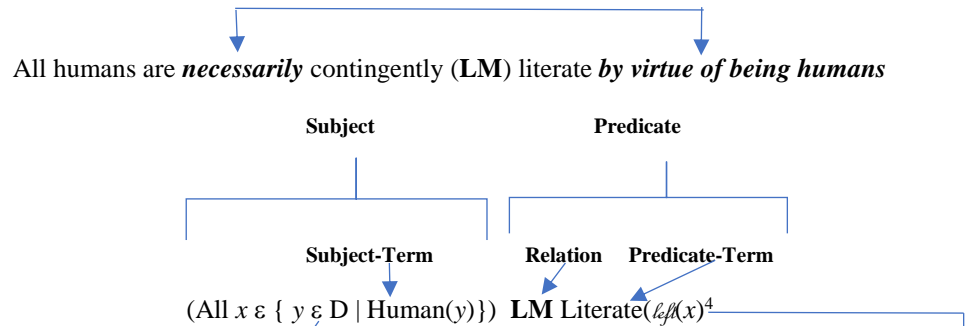 All humans are necessarily contingently (LM) literate by virtue of being humans
Subject Predicate
Subject-Term Relation Predicate-Term
(All x ε { y ε D | Human(y)}) LM Literate(left(x)⁴